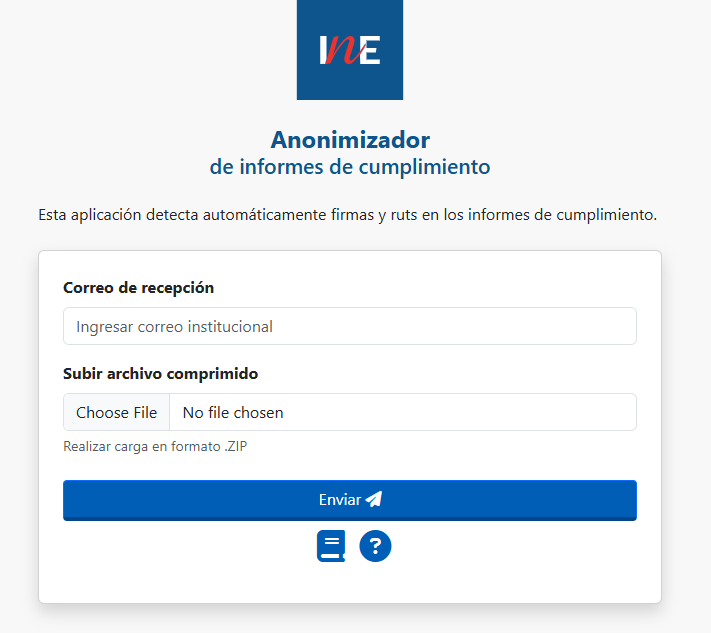 INE
Anonimizador
de informes de cumplimiento
Esta aplicación detecta automáticamente firmas y ruts en los informes de cumplimiento.
Correo de recepción
Ingresar correo institucional
Subir archivo comprimido
Choose File No file chosen
Realizar carga en formato .ZIP
Enviar
?